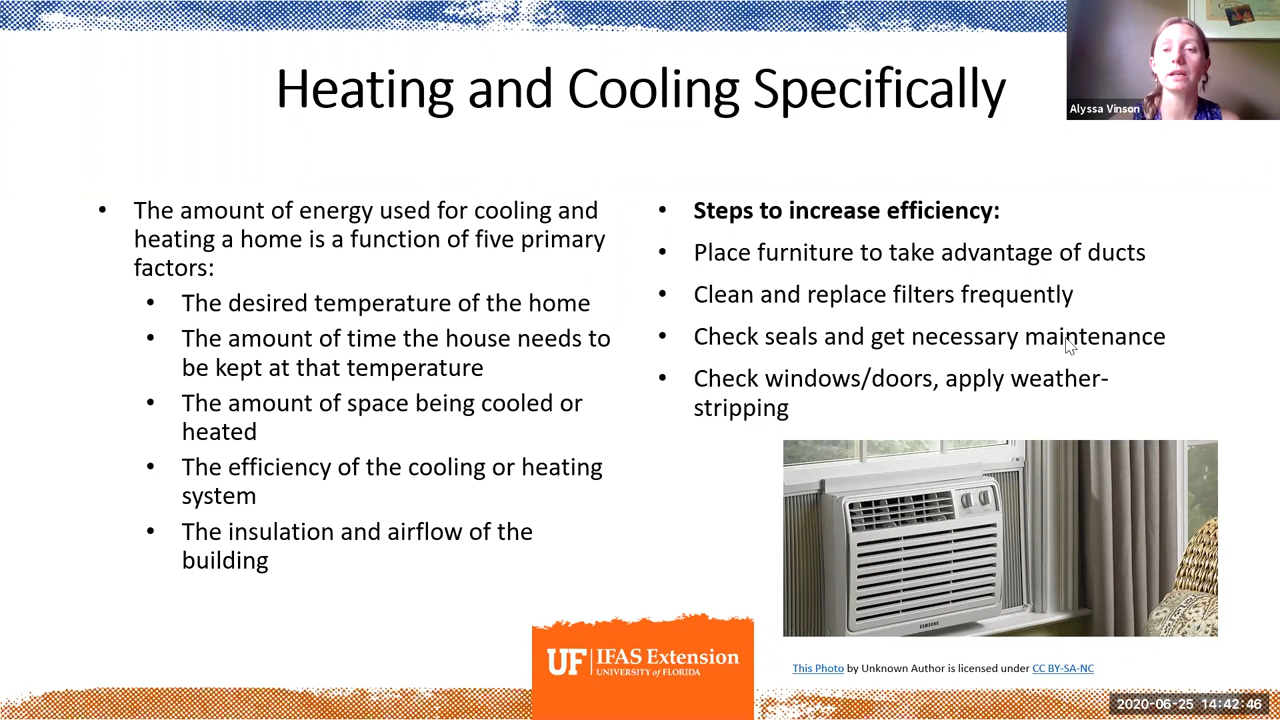 Heating and Cooling Specifically
Alyssa Vinson
• The amount of energy used for cooling and
heating a home is a function of five primary
factors:
• The desired temperature of the home
• The amount of time the house needs to
be kept at that temperature
• The amount of space being cooled or
heated
• The efficiency of the cooling or heating
system
• The insulation and airflow of the
building
• Steps to increase efficiency:
• Place furniture to take advantage of ducts
• Clean and replace filters frequently
• Check seals and get necessary maintenance
• Check windows/doors, apply weather-
stripping
SAMSUNG
This Photo by Unknown Author is licensed under CC BY-SA-NC
UF IFAS Extension
UNIVERSITY of FLORIDA
2020-06-25 14:42:46